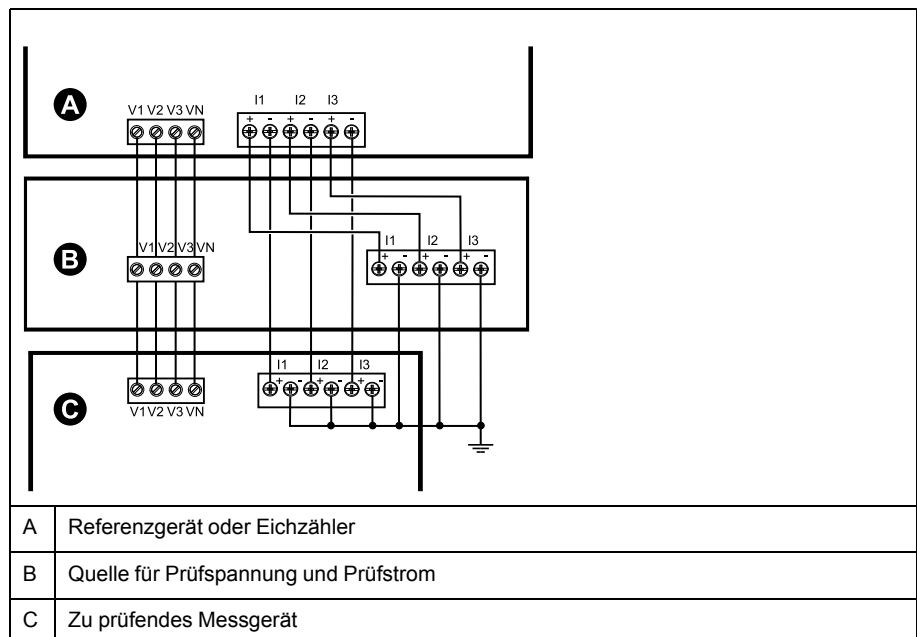 A
V1 V2 V3 VN
I1 I2 I3
+ - + - + -
B
V1 V2 V3 VN
I1 I2 I3
+ - + - + -
C
I1 I2 I3
+ - + - + -
V1 V2 V3 VN
A Referenzgerät oder Eichzähler
B Quelle für Prüfspannung und Prüfstrom
C Zu prüfendes Messgerät